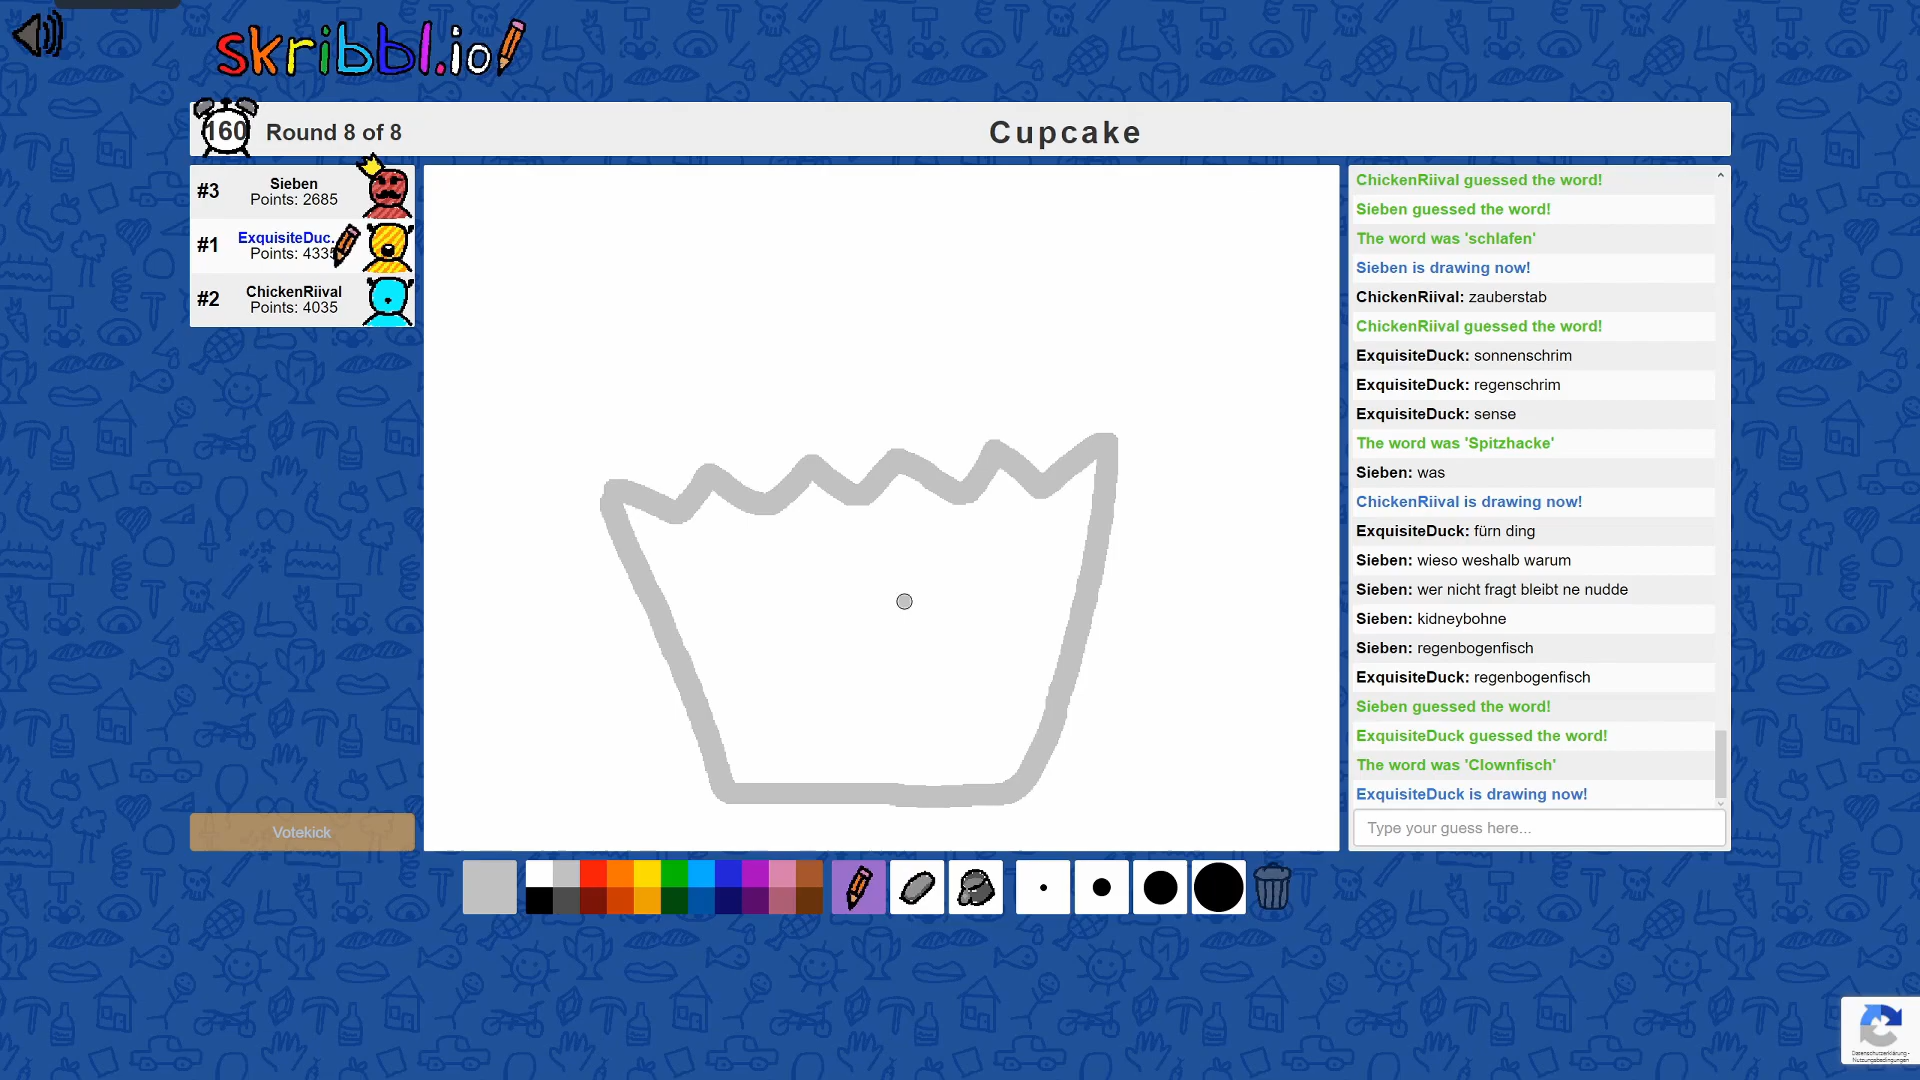 skribbl.io
160
Round 8 of 8
Cupcake
#3
Sieben
Points: 2685
#1
ExquisiteDuc...
Points: 4335
#2
ChickenRiival
Points: 4035
Votekick
ChickenRiival guessed the word!
Sieben guessed the word!
The word was 'schlafen'
Sieben is drawing now!
ChickenRiival: zauberstab
ChickenRiival guessed the word!
ExquisiteDuck: sonnenschrim
ExquisiteDuck: regenschrim
ExquisiteDuck: sense
The word was 'Spitzhacke'
Sieben: was
ChickenRiival is drawing now!
ExquisiteDuck: fürn ding
Sieben: wieso weshalb warum
Sieben: wer nicht fragt bleibt ne nudde
Sieben: kidneybohne
Sieben: regenbogenfisch
ExquisiteDuck: regenbogenfisch
Sieben guessed the word!
ExquisiteDuck guessed the word!
The word was 'Clownfisch'
ExquisiteDuck is drawing now!
Type your guess here...
Datenschutzerklärung -
Nutzungsbedingungen